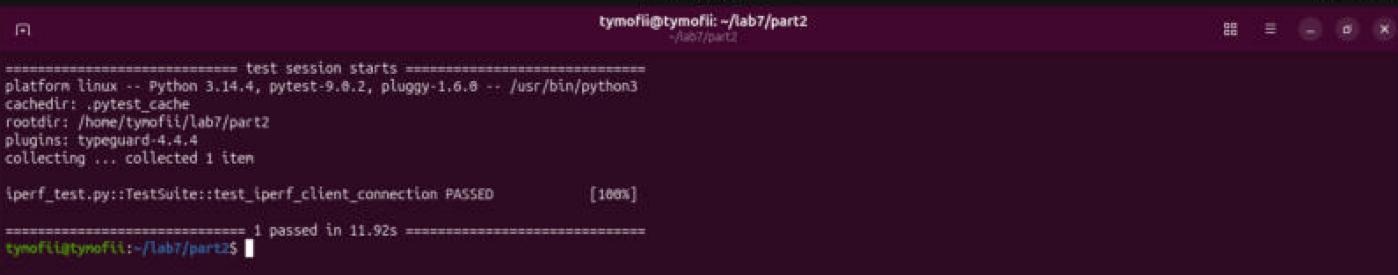 tymofii@tymofii: ~/lab7/part2
~/lab7/part2
============================= test session starts ==============================
platform linux -- Python 3.14.4, pytest-9.0.2, pluggy-1.6.0 -- /usr/bin/python3
cachedir: .pytest_cache
rootdir: /home/tymofii/lab7/part2
plugins: typeguard-4.4.4
collecting ... collected 1 item
iperf_test.py::TestSuite::test_iperf_client_connection PASSED [100%]
============================== 1 passed in 11.92s ==============================
tymofii@tymofii:~/lab7/part2$